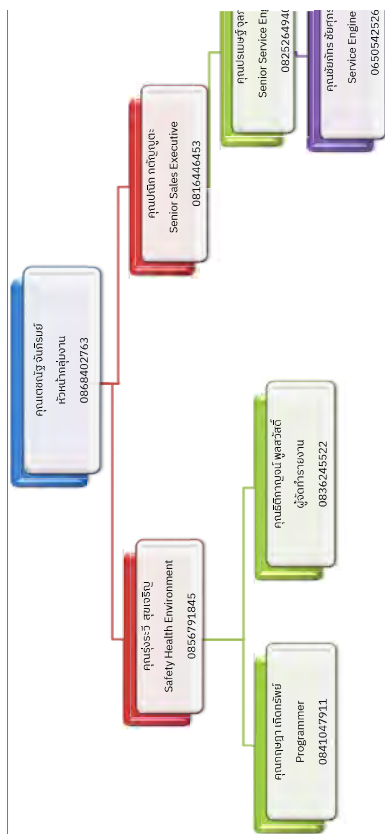 คุณเตชณัฐ จันทิรมย์
หัวหน้ากลุ่มงาน
0868402763
คุณรุ่งระวี สุขเจริญ
Safety Health Environment
0856791845
คุณปณิก กตัญญูตะ
Senior Sales Executive
0816446453
คุณกฤษฎา เกิดทรัพย์
Programmer
0841047911
คุณธิติกาญจน์ พูลสวัสดิ์
ผู้จัดทำรายงาน
0836245522
Senior Service
0825264940
Service
0650542526